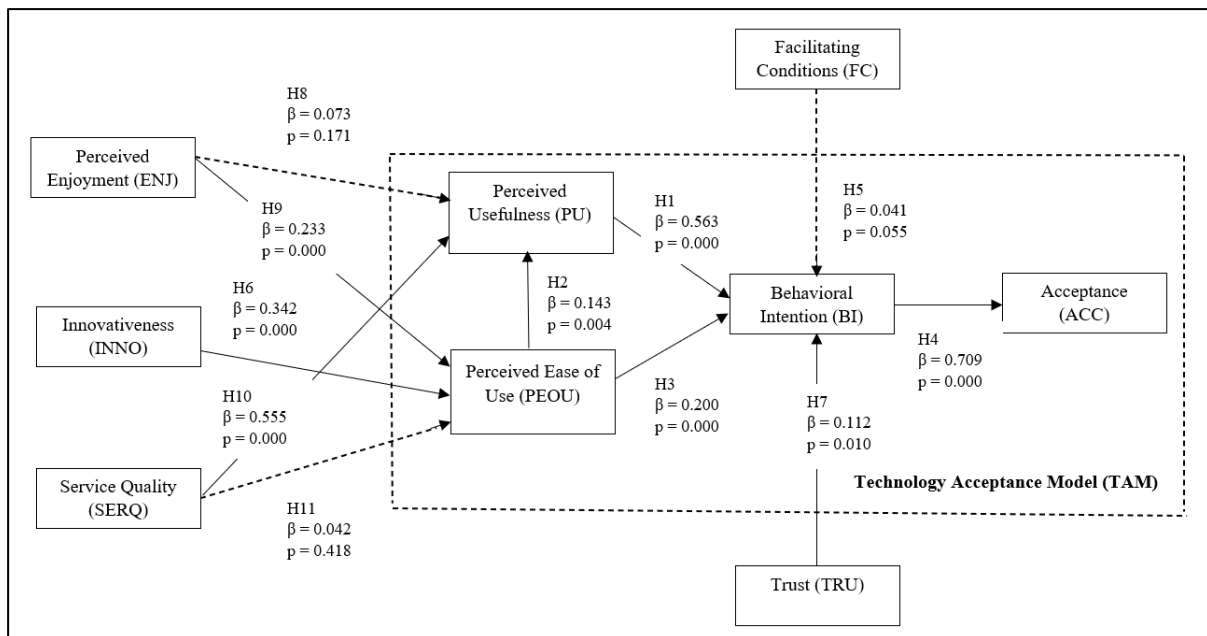 Facilitating
Conditions (FC)
H8
β = 0.073
p = 0.171
Perceived
Enjoyment (ENJ)
H9
β = 0.233
p = 0.000
Perceived
Usefulness (PU)
H1
β = 0.563
p = 0.000
H5
β = 0.041
p = 0.055
H6
β = 0.342
p = 0.000
Innovativeness
(INNO)
H2
β = 0.143
p = 0.004
Behavioral
Intention (BI)
Acceptance
(ACC)
H4
β = 0.709
p = 0.000
Perceived Ease of
Use (PEOU)
H3
β = 0.200
p = 0.000
H7
β = 0.112
p = 0.010
H10
β = 0.555
p = 0.000
Service Quality
(SERQ)
Technology Acceptance Model (TAM)
H11
β = 0.042
p = 0.418
Trust (TRU)